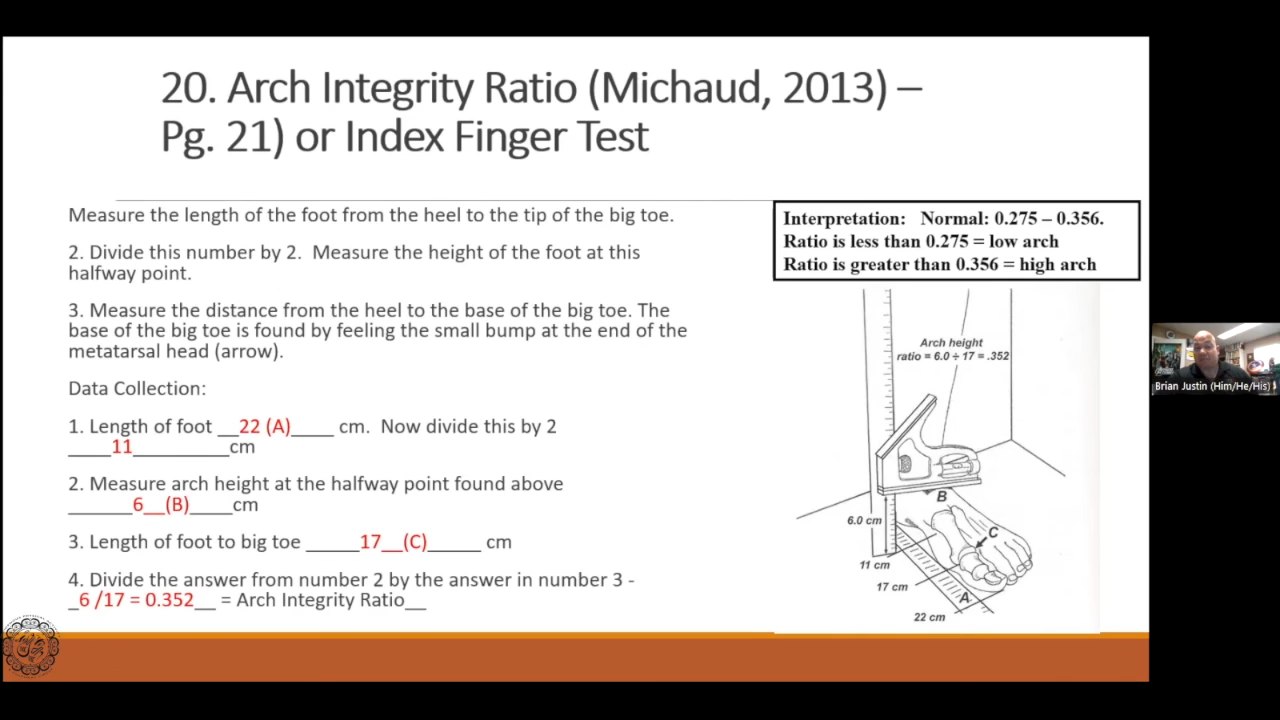 20. Arch Integrity Ratio (Michaud, 2013) –
Pg. 21) or Index Finger Test
Measure the length of the foot from the heel to the tip of the big toe.
2. Divide this number by 2.  Measure the height of the foot at this
halfway point.
3. Measure the distance from the heel to the base of the big toe. The
base of the big toe is found by feeling the small bump at the end of the
metatarsal head (arrow).
Data Collection:
1. Length of foot __22 (A)____ cm.  Now divide this by 2
____11_________cm
2. Measure arch height at the halfway point found above
______6__(B)____cm
3. Length of foot to big toe _____17__(C)_____ cm
4. Divide the answer from number 2 by the answer in number 3 -
_6 /17 = 0.352__ = Arch Integrity Ratio__
Interpretation:   Normal: 0.275 – 0.356.
Ratio is less than 0.275 = low arch
Ratio is greater than 0.356 = high arch
Arch height
ratio = 6.0 ÷ 17 = .352
B
6.0 cm
C
11 cm
17 cm
A
22 cm
Brian Justin (Him/He/His)